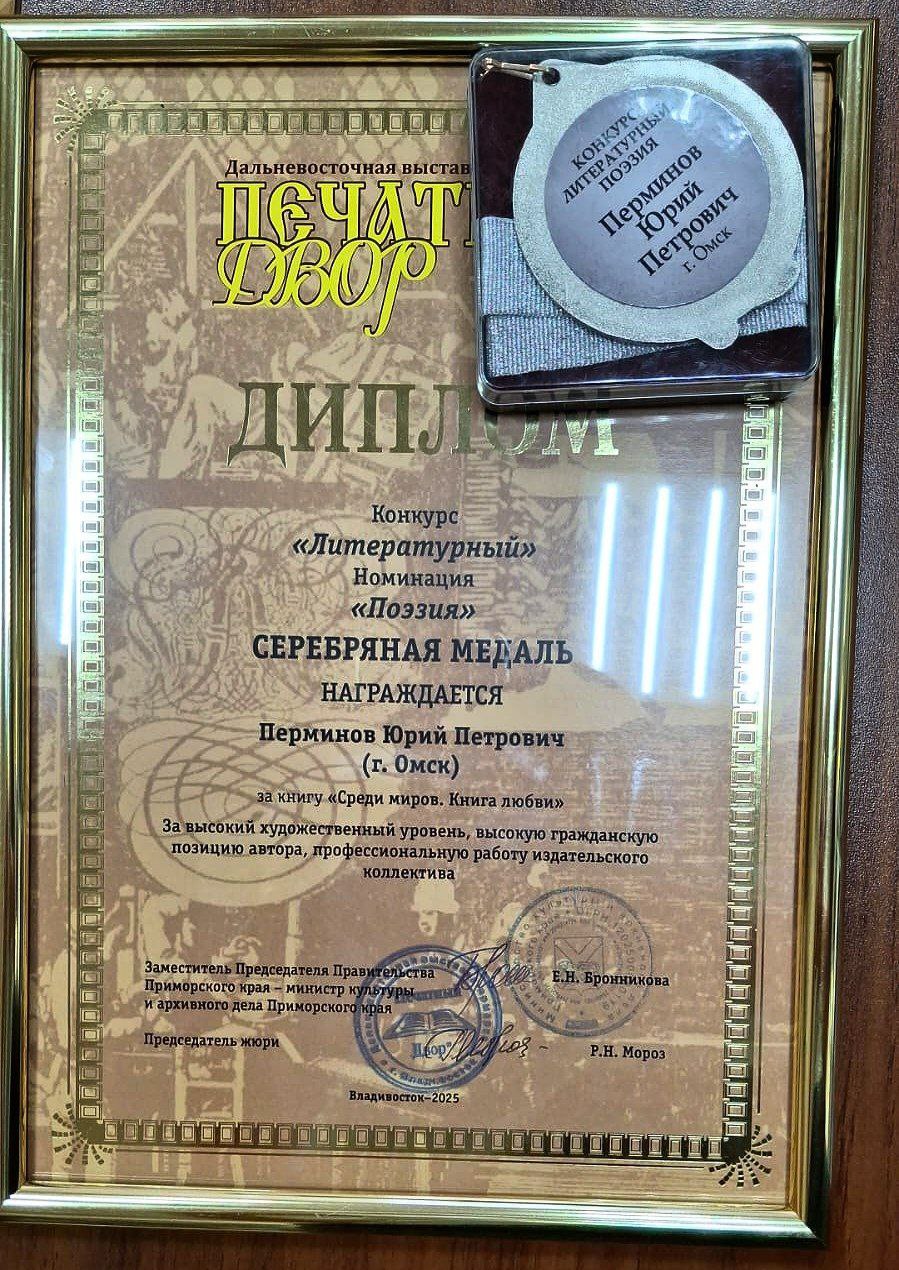 Дальневосточная
ПЕЧАТ
ДВОР
ДИПЛОМ
Конкурс
«Литературный»
Номинация
«Поэзия»
СЕРЕБРЯНАЯ МЕДАЛЬ
НАГРАЖДАЕТСЯ
Перминов Юрий Петрович
(г. Омск)
за книгу «Среди миров. Книга любви»
За высокий художественный уровень, высокую гражданскую
позицию автора, профессиональную работу издательского
коллектива
Заместитель Председателя Правительства
Приморского края – министр культуры
и архивного дела Приморского края
Е.Н. Бронникова
Председатель жюри
Р.Н. Мороз
Владивосток–2025
КОНКУРС
ЛИТЕРАТУРНЫЙ
ПОЭЗИЯ
Перминов
Юрий
Петрович
г. Омск
Печатный
Двор